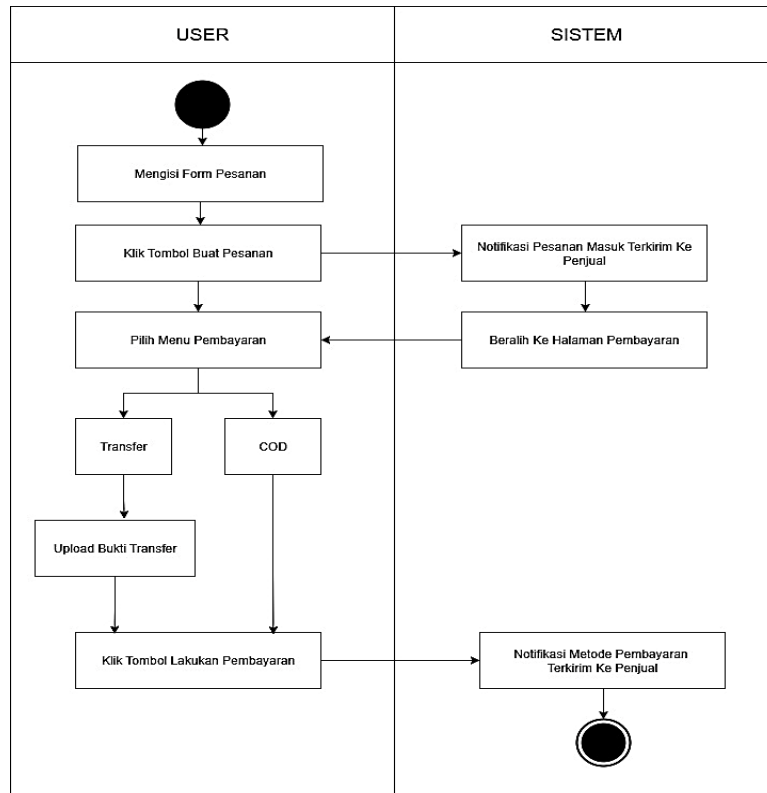 USER
SISTEM
Mengisi Form Pesanan
Klik Tombol Buat Pesanan
Notifikasi Pesanan Masuk Terkirim Ke
Penjual
Pilih Menu Pembayaran
Beralih Ke Halaman Pembayaran
Transfer
COD
Upload Bukti Transfer
Klik Tombol Lakukan Pembayaran
Notifikasi Metode Pembayaran
Terkirim Ke Penjual